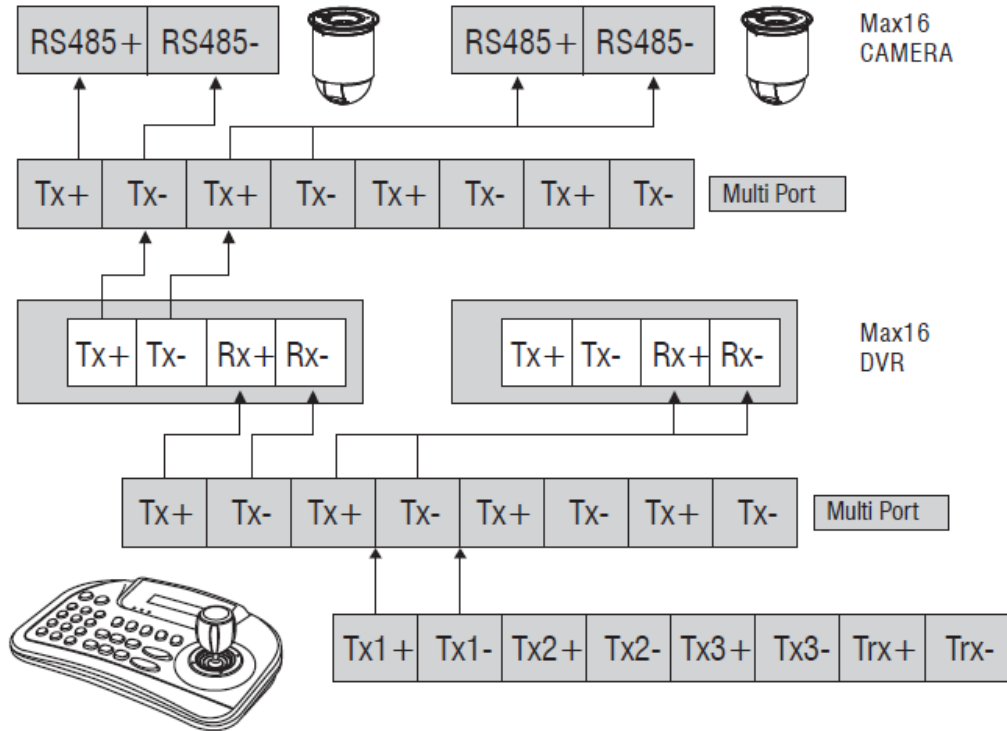 RS485+ RS485- RS485+ RS485- Max16
CAMERA
Tx+ Tx- Tx+ Tx- Tx+ Tx- Tx+ Tx- Multi Port
Tx+ Tx- Rx+ Rx- Tx+ Tx- Rx+ Rx- Max16
DVR
Tx+ Tx- Tx+ Tx- Tx+ Tx- Tx+ Tx- Multi Port
Tx1+ Tx1- Tx2+ Tx2- Tx3+ Tx3- Trx+ Trx-